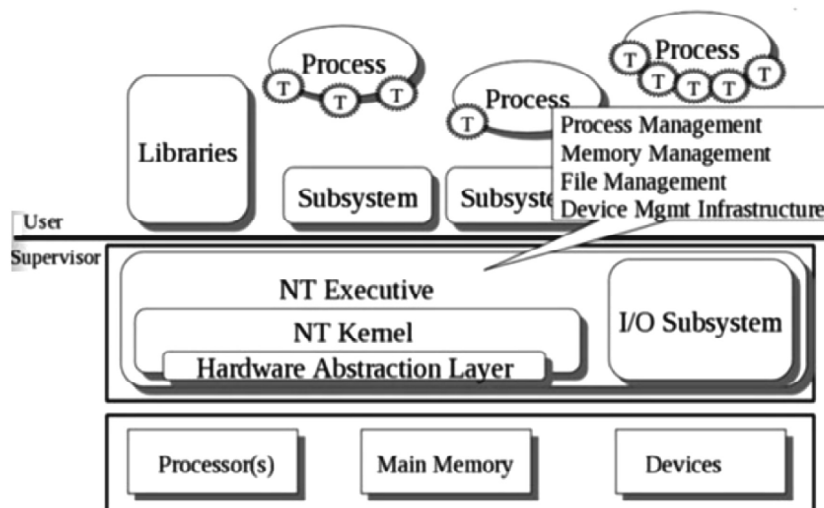 Process
T
T
T
Process
T
Process
T
T
T
T
T
Libraries
Process Management
Memory Management
File Management
Device Mgmt Infrastructure
Subsystem
Subsyste
User
Supervisor
NT Executive
NT Kernel
Hardware Abstraction Layer
I/O Subsystem
Processor(s)
Main Memory
Devices